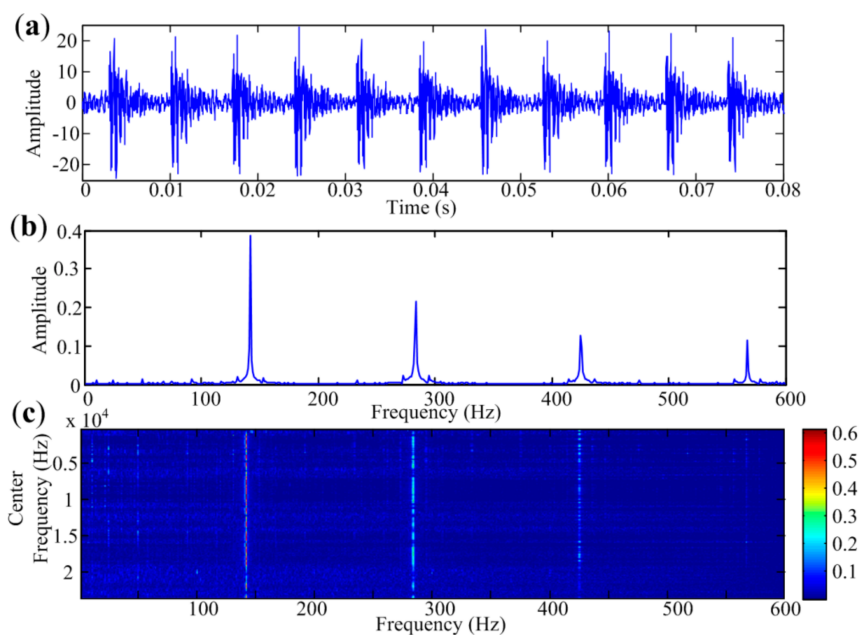 (a)
Amplitude
20
10
0
-10
-20
0 0.01 0.02 0.03 0.04 0.05 0.06 0.07 0.08
Time (s)
(b)
Amplitude
0.4
0.3
0.2
0.1
0
0 100 200 300 400 500 600
Frequency (Hz)
(c)
x 10⁴
Center
Frequency (Hz)
0.5
1
1.5
2
100 200 300 400 500 600
Frequency (Hz)
0.6
0.5
0.4
0.3
0.2
0.1